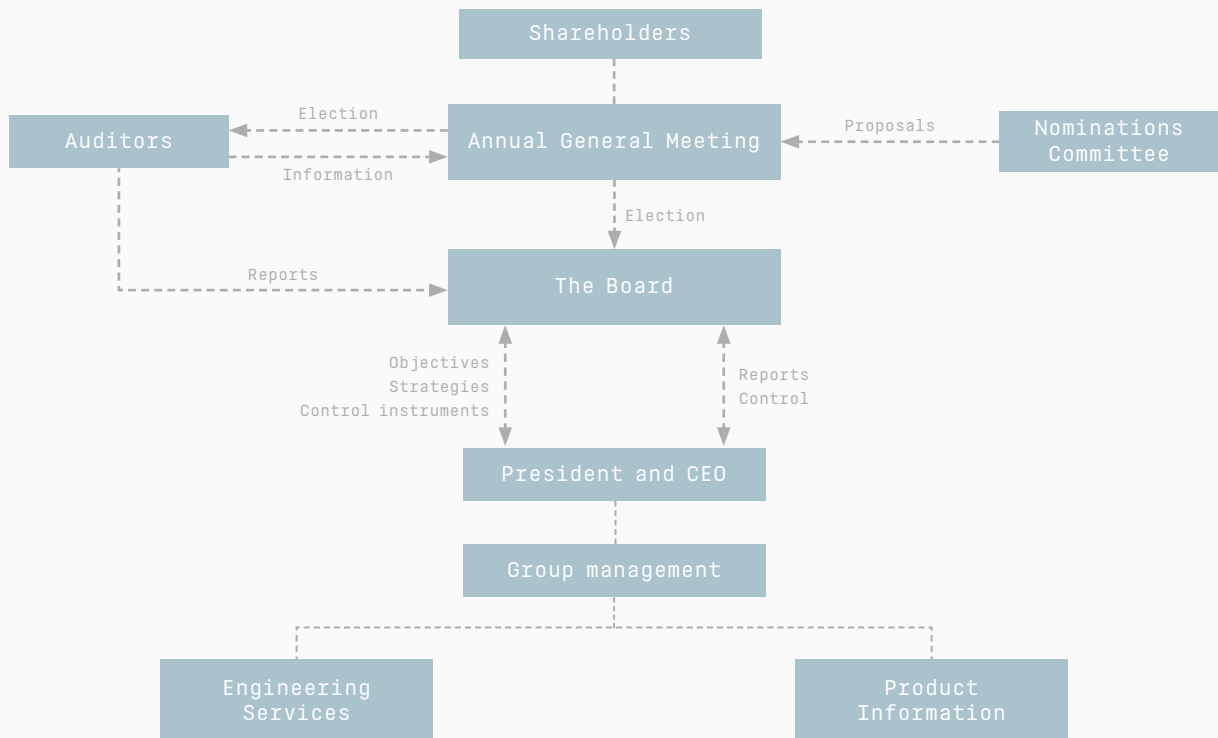 Shareholders
Election
Auditors
Annual General Meeting
Proposals
Nominations
Committee
Information
Election
Reports
The Board
Objectives
Strategies
Control instruments
Reports
Control
President and CEO
Group management
Engineering
Services
Product
Information